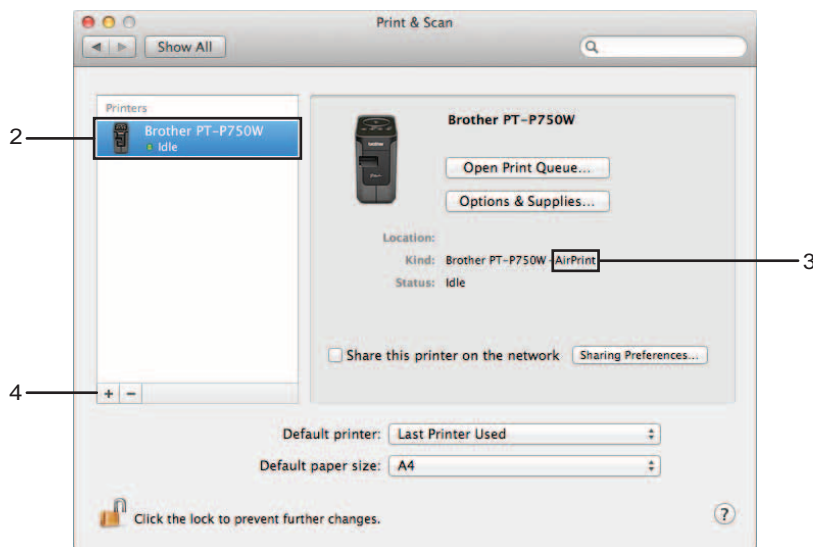 Print & Scan
Show All
Printers
Brother PT-P750W
Idle
2
Brother PT-P750W
Open Print Queue...
Options & Supplies...
Location:
Kind: Brother PT-P750W-AirPrint
3
Status: Idle
Share this printer on the network Sharing Preferences...
4
+ −
Default printer: Last Printer Used
Default paper size: A4
Click the lock to prevent further changes.
?